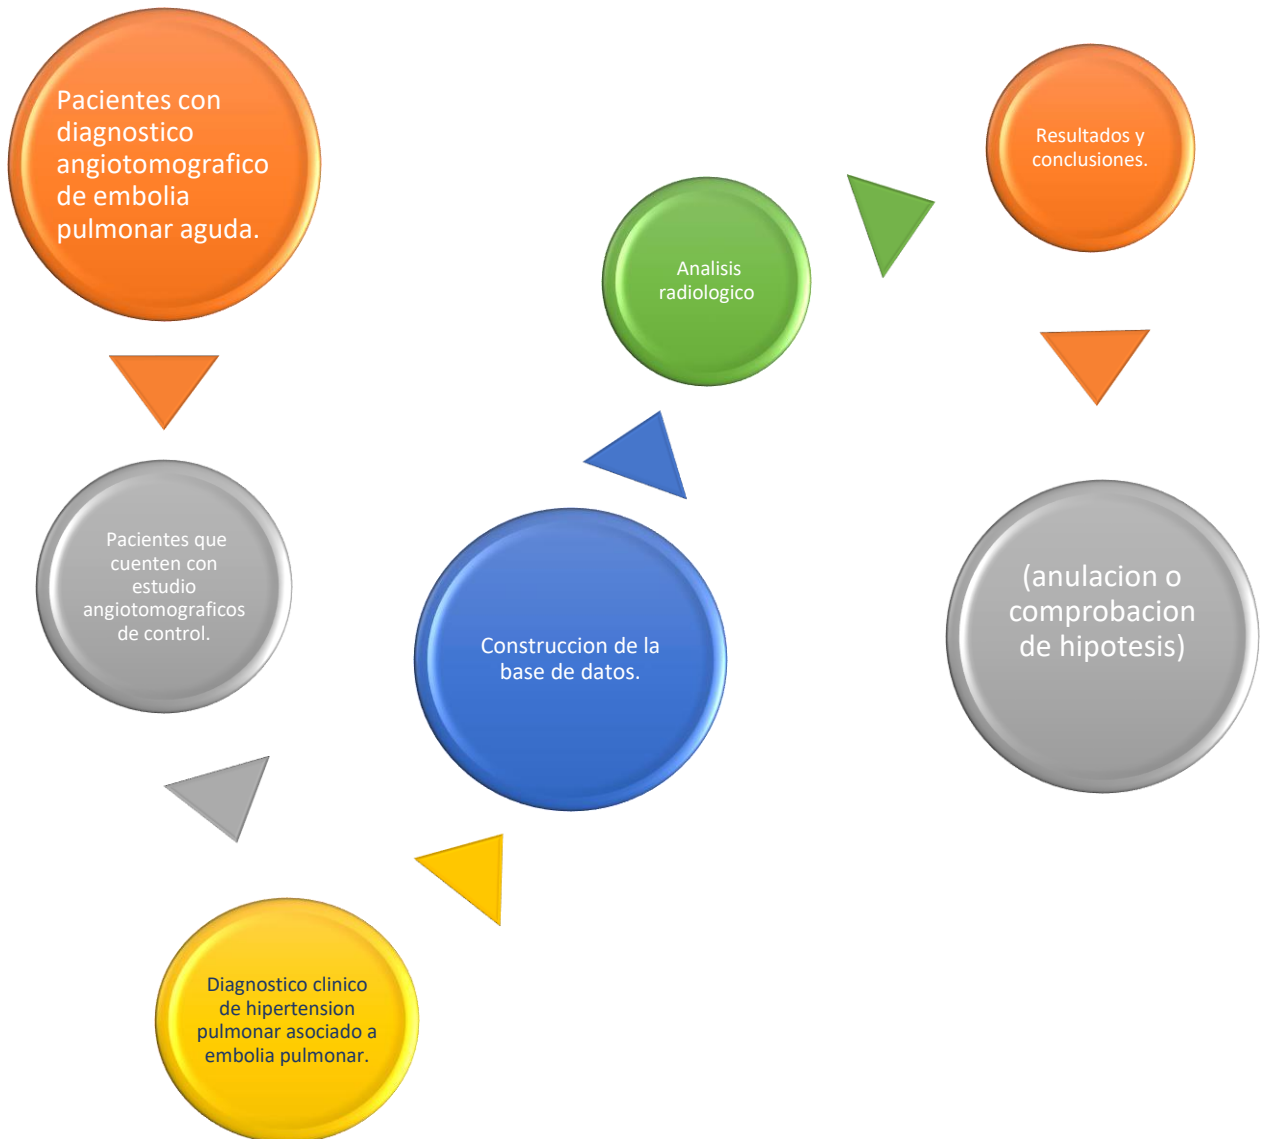 Pacientes con
diagnostico
angiotomografico
de embolia
pulmonar aguda.
Pacientes que
cuenten con
estudio
angiotomograficos
de control.
Diagnostico clinico
de hipertension
pulmonar asociado a
embolia pulmonar.
Construccion de la
base de datos.
Analisis
radiologico
Resultados y
conclusiones.
(anulacion o
comprobacion
de hipotesis)